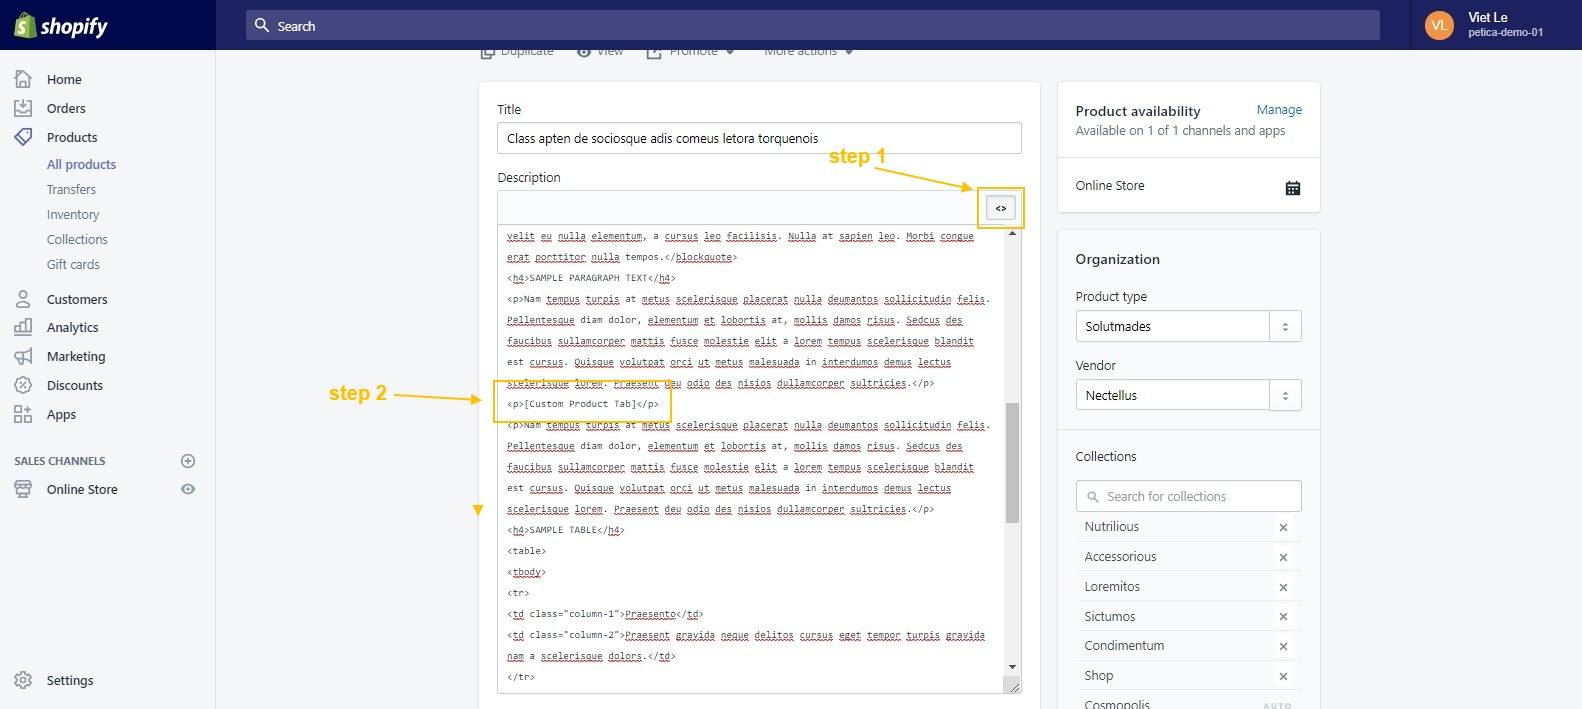 shopify
Search
VL
Viet Le
petica-demo-01
Duplicate
View
Promote
More actions
Home
Orders
Products
All products
Transfers
Inventory
Collections
Gift cards
Customers
Analytics
Marketing
Discounts
Apps
SALES CHANNELS
Online Store
Settings
Title
Class apten de sociosque adis comeus letora torquenois
step 1
Description
<>
velit eu nulla elementum, a cursus leo facilisis. Nulla at sapien leo. Morbi congue
erat porttitor nulla tempos.</blockquote>
<h4>SAMPLE PARAGRAPH TEXT</h4>
<p>Nam tempus turpis at metus scelerisque placerat nulla deumantos sollicitudin felis.
Pellentesque diam dolor, elementum et lobortis at, mollis damos risus. Sedcus des
faucibus sullamcorper mattis fusce molestie elit a lorem tempus scelerisque blandit
est cursus. Quisque volutpat orci ut metus malesuada in interdumos demus lectus
scelerisque lorem. Praesent deu odio des nisios dullamcorper sultricies.</p>
step 2
<p>[Custom Product Tab]</p>
<p>Nam tempus turpis at metus scelerisque placerat nulla deumantos sollicitudin felis.
Pellentesque diam dolor, elementum et lobortis at, mollis damos risus. Sedcus des
faucibus sullamcorper mattis fusce molestie elit a lorem tempus scelerisque blandit
est cursus. Quisque volutpat orci ut metus malesuada in interdumos demus lectus
scelerisque lorem. Praesent deu odio des nisios dullamcorper sultricies.</p>
<h4>SAMPLE TABLE</h4>
<table>
<tbody>
<tr>
<td class="column-1">Praesento</td>
<td class="column-2">Praesent gravida neque delitos cursus eget tempor turpis gravida
nam a scelerisque dolors.</td>
</tr>
Product availability
Manage
Available on 1 of 1 channels and apps
Online Store
Organization
Product type
Solutmades
Vendor
Nectellus
Collections
Search for collections
Nutrilious
Accessorious
Loremitos
Sictumos
Condimentum
Shop
Cosmopolis
AUTO